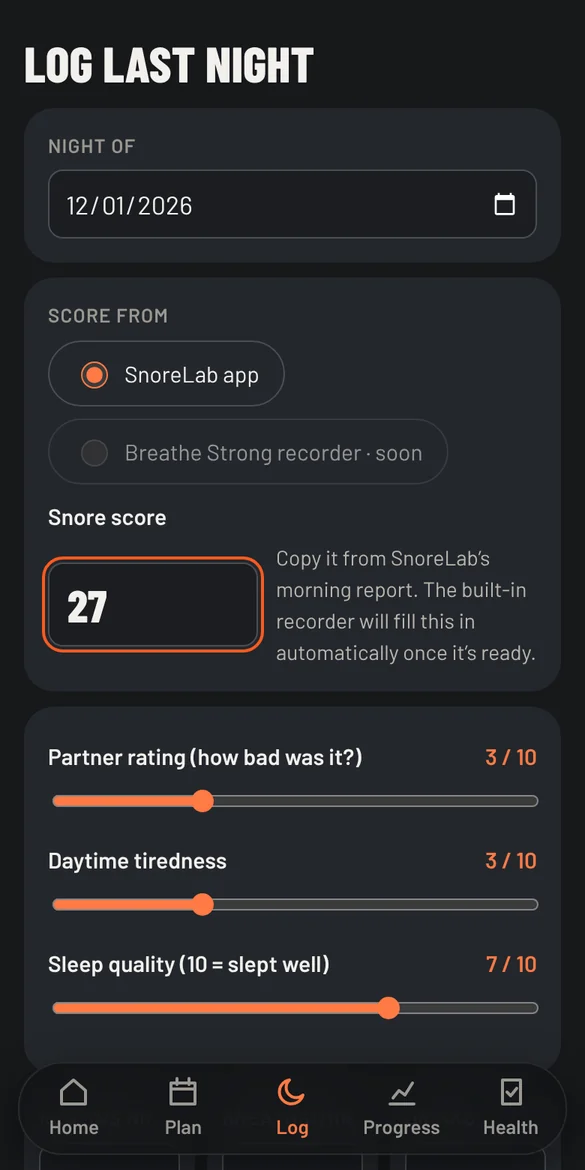 LOG LAST NIGHT
NIGHT OF
12/01/2026
SCORE FROM
SnoreLab app
Breathe Strong recorder · soon
Snore score
27
Copy it from SnoreLab’s
morning report. The built-in
recorder will fill this in
automatically once it’s ready.
Partner rating (how bad was it?)
3 / 10
Daytime tiredness
3 / 10
Sleep quality (10 = slept well)
7 / 10
Home
Plan
Log
Progress
Health